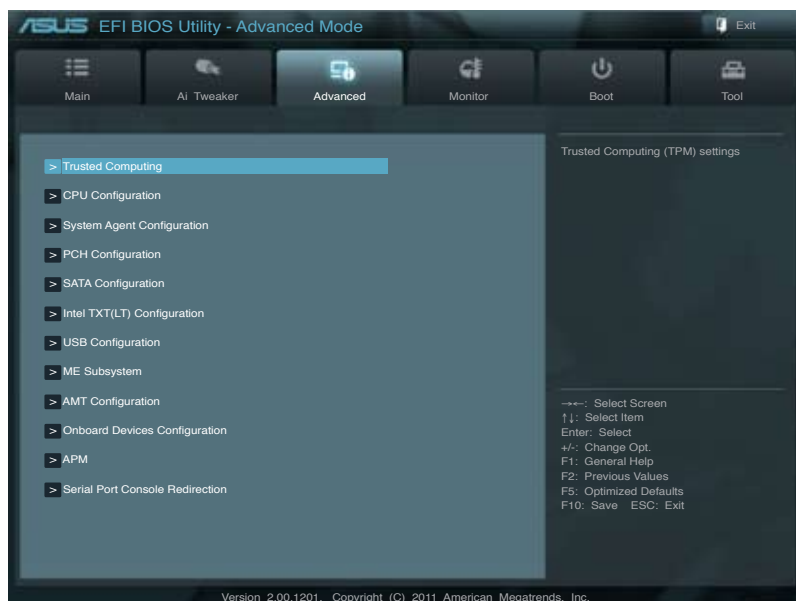 ASUS EFI BIOS Utility - Advanced Mode
Exit
Main
Ai Tweaker
Advanced
Monitor
Boot
Tool
> Trusted Computing
> CPU Configuration
> System Agent Configuration
> PCH Configuration
> SATA Configuration
> Intel TXT(LT) Configuration
> USB Configuration
> ME Subsystem
> AMT Configuration
> Onboard Devices Configuration
> APM
> Serial Port Console Redirection
Trusted Computing (TPM) settings
→←: Select Screen
↑↓: Select Item
Enter: Select
+/-: Change Opt.
F1: General Help
F2: Previous Values
F5: Optimized Defaults
F10: Save ESC: Exit
Version 2.00.1201. Copyright (C) 2011 American Megatrends, Inc.